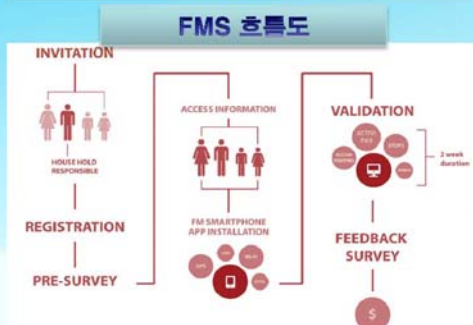 FMS 흐름도
INVITATION
HOUSE HOLD
RESPONSIBLE
REGISTRATION
PRE-SURVEY
ACCESS INFORMATION
FM SMARTPHONE
APP INSTALLATION
GPS
WI-FI
VALIDATION
STOPS
2 week
duration
FEEDBACK
SURVEY
$